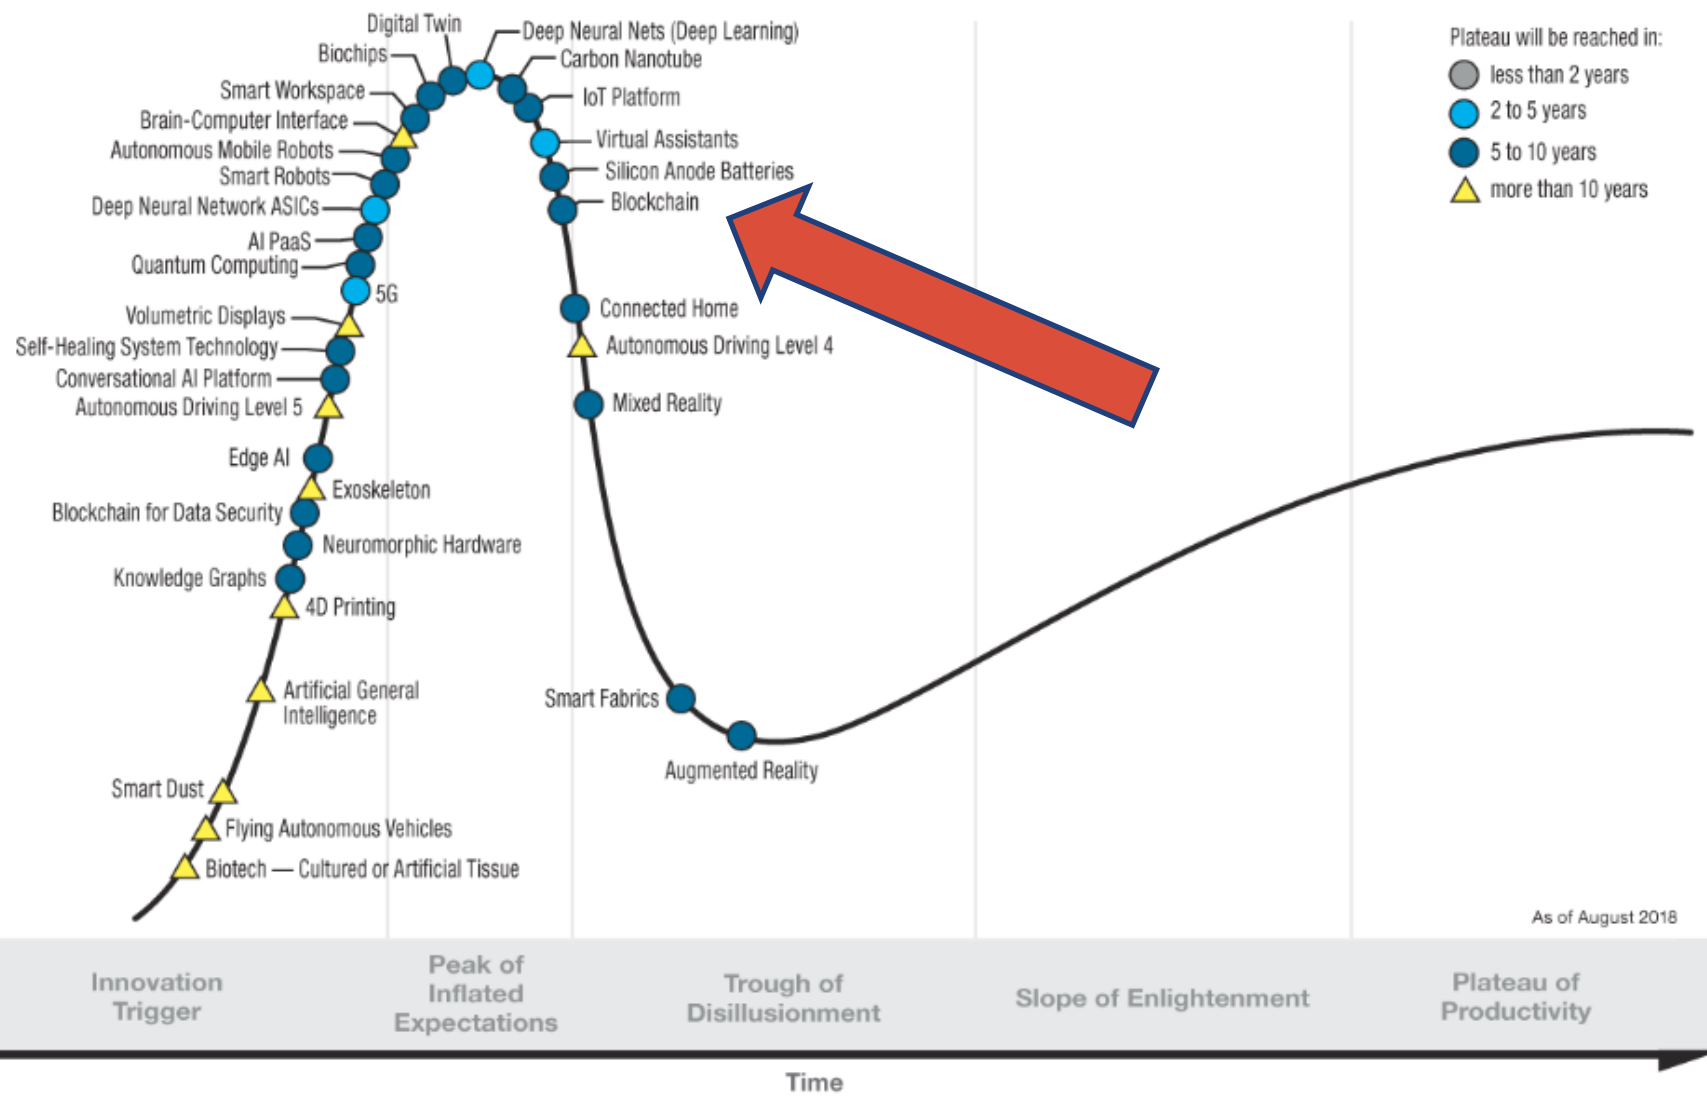 Digital Twin
Biochips
Smart Workspace
Brain-Computer Interface
Autonomous Mobile Robots
Smart Robots
Deep Neural Network ASICs
AI PaaS
Quantum Computing
5G
Volumetric Displays
Self-Healing System Technology
Conversational AI Platform
Autonomous Driving Level 5
Edge AI
Exoskeleton
Blockchain for Data Security
Neuromorphic Hardware
Knowledge Graphs
4D Printing
Artificial General
Intelligence
Smart Dust
Flying Autonomous Vehicles
Biotech — Cultured or Artificial Tissue
Deep Neural Nets (Deep Learning)
Carbon Nanotube
IoT Platform
Virtual Assistants
Silicon Anode Batteries
Blockchain
Connected Home
Autonomous Driving Level 4
Mixed Reality
Smart Fabrics
Augmented Reality
Plateau will be reached in:
less than 2 years
2 to 5 years
5 to 10 years
more than 10 years
As of August 2018
Innovation
Trigger
Peak of
Inflated
Expectations
Trough of
Disillusionment
Slope of Enlightenment
Plateau of
Productivity
Time